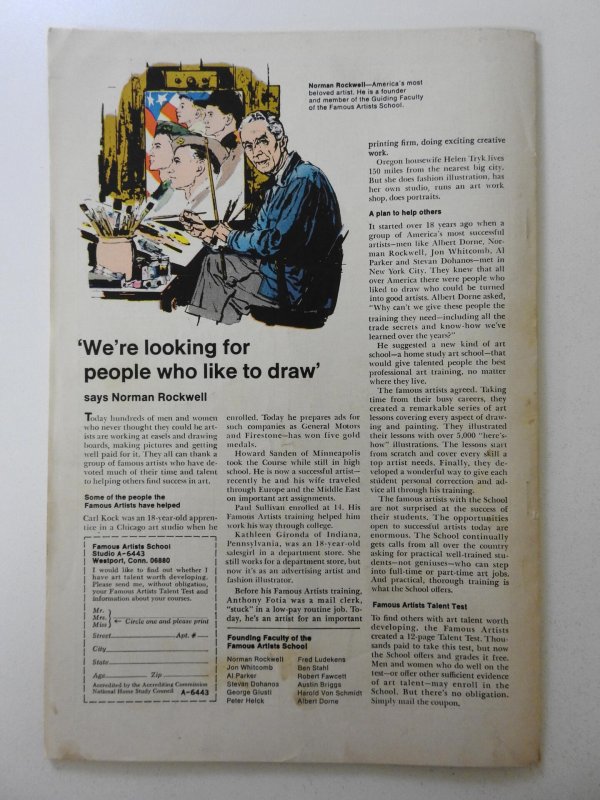 Norman Rockwell—America's most
beloved artist. He is a founder
and member of the Guiding Faculty
of the Famous Artists School.
'We're looking for
people who like to draw'
says Norman Rockwell
Today hundreds of men and women
who never thought they could be art-
ists are working at easels and drawing
boards, making pictures and getting
well paid for it. They all can thank a
group of famous artists who have de-
voted much of their time and talent
to helping others find success in art.
Some of the people the
Famous Artists have helped
Carl Kock was an 18-year-old appren-
tice in a Chicago art studio when he
enrolled. Today he prepares ads for
such companies as General Motors
and Firestone—has won five gold
medals.
Howard Sanden of Minneapolis
took the Course while still in high
school. He is now a successful artist—
recently he and his wife traveled
through Europe and the Middle East
on important art assignments.
Paul Sullivan enrolled at 14. His
Famous Artists training helped him
work his way through college.
Kathleen Gironda of Indiana,
Pennsylvania, was an 18-year-old
salesgirl in a department store. She
still works for a department store, but
now it's as an advertising artist and
fashion illustrator.
Before his Famous Artists training,
Anthony Fotia was a mail clerk,
"stuck" in a low-pay routine job. To-
day, he's an artist for an important
printing firm, doing exciting creative
work.
Oregon housewife Helen Tryk lives
150 miles from the nearest big city.
But she does fashion illustration, has
her own studio, runs an art work
shop, does portraits.
A plan to help others
It started over 18 years ago when a
group of America's most successful
artists—men like Albert Dorne, Nor-
man Rockwell, Jon Whitcomb, Al
Parker and Stevan Dohanos—met in
New York City. They knew that all
over America there were people who
liked to draw who could be turned
into good artists. Albert Dorne asked,
"Why can't we give these people the
training they need—including all the
trade secrets and know-how we've
learned over the years?"
He suggested a new kind of art
school—a home study art school—that
would give talented people the best
professional art training, no matter
where they live.
The famous artists agreed. Taking
time from their busy careers, they
created a remarkable series of art
lessons covering every aspect of draw-
ing and painting. They illustrated
their lessons with over 5,000 "here's-
how" illustrations. The lessons start
from scratch and cover every skill a
top artist needs. Finally, they de-
veloped a wonderful way to give each
student personal correction and ad-
vice all through his training.
The famous artists with the School
are not surprised at the success of
their students. The opportunities
open to successful artists today are
enormous. The School continually
gets calls from all over the country
asking for practical well-trained stu-
dents—not geniuses—who can step
into full-time or part-time art jobs.
And practical, thorough training is
what the School offers.
Famous Artists Talent Test
To find others with art talent worth
developing, the Famous Artists
created a 12-page Talent Test. Thou-
sands paid to take this test, but now
the School offers and grades it free.
Men and women who do well on the
test—or offer other sufficient evidence
of art talent—may enroll in the
School. But there's no obligation.
Simply mail the coupon.
Famous Artists School
Studio A-6443
Westport, Conn. 06880
I would like to find out whether I
have art talent worth developing.
Please send me, without obligation,
your Famous Artists Talent Test and
information about your courses.
Mr.
Mrs.
Miss } ← Circle one and please print
Street Apt. #
City
State
Age Zip
Accredited by the Accrediting Commission
National Home Study Council A-6443
Founding Faculty of the
Famous Artists School
Norman Rockwell
Jon Whitcomb
Al Parker
Stevan Dohanos
George Giusti
Peter Helck
Fred Ludekens
Ben Stahl
Robert Fawcett
Austin Briggs
Harold Von Schmidt
Albert Dorne